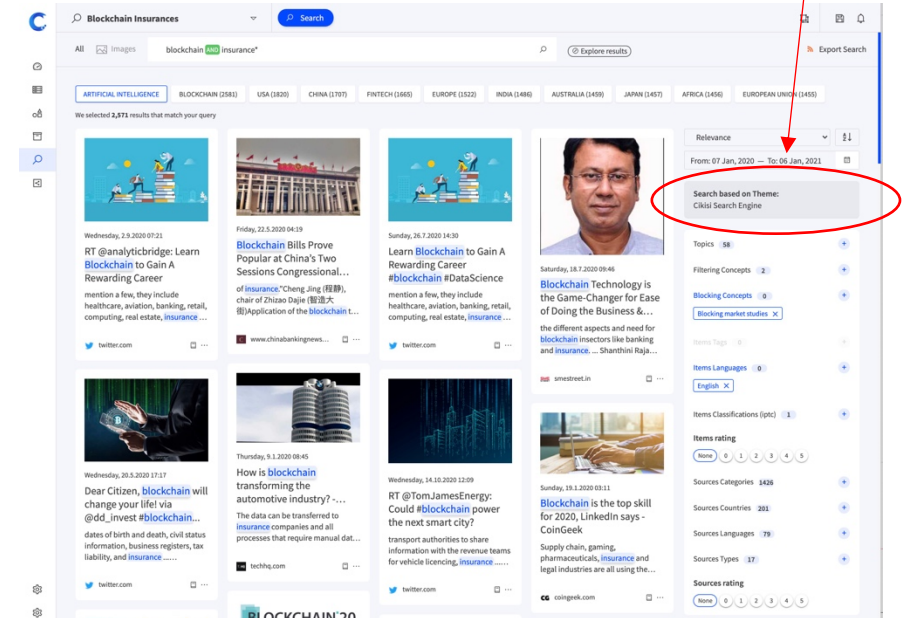 Blockchain Insurances
Search
All
Images
blockchain AND insurance*
Explore results
Export Search
ARTIFICIAL INTELLIGENCE
BLOCKCHAIN (2581)
USA (1820)
CHINA (1707)
FINTECH (1665)
EUROPE (1522)
INDIA (1486)
AUSTRALIA (1459)
JAPAN (1457)
AFRICA (1456)
EUROPEAN UNION (1455)
We selected 2,571 results that match your query
Wednesday, 2.9.2020 07:21
RT @analyticbridge: Learn
Blockchain to Gain A
Rewarding Career
mention a few, they include
healthcare, aviation, banking, retail,
computing, real estate, insurance ...
twitter.com
Friday, 22.5.2020 04:19
Blockchain Bills Prove
Popular at China's Two
Sessions Congressional...
of insurance."Cheng Jing (程静),
chair of Zhizao Dajie (智造大
街)Application of the blockchain t...
www.chinabankingnews...
Sunday, 26.7.2020 14:30
Learn Blockchain to Gain A
Rewarding Career
#blockchain #DataScience
mention a few, they include
healthcare, aviation, banking, retail,
computing, real estate, insurance ...
twitter.com
Saturday, 18.7.2020 09:46
Blockchain Technology is
the Game-Changer for Ease
of Doing the Business &...
the different aspects and need for
blockchain insectors like banking
and insurance. ... Shanthini Raja...
smestreet.in
Wednesday, 20.5.2020 17:17
Dear Citizen, blockchain will
change your life! via
@dd_invest #blockchain...
dates of birth and death, civil status
information, business registers, tax
liability, and insurance ......
twitter.com
Thursday, 9.1.2020 08:45
How is blockchain
transforming the
automotive industry? -...
The data can be transferred to
insurance companies and all
processes that require manual dat...
techhq.com
BLOCKCHAIN'20
Wednesday, 14.10.2020 12:09
RT @TomJamesEnergy:
Could #blockchain power
the next smart city?
transport authorities to share
information with the revenue teams
for vehicle licencing, insurance ......
twitter.com
Sunday, 19.1.2020 03:11
Blockchain is the top skill
for 2020, LinkedIn says -
CoinGeek
Supply chain, gaming,
pharmaceuticals, insurance and
legal industries are all using the...
CG coingeek.com
Relevance
From: 07 Jan, 2020 — To: 06 Jan, 2021
Search based on Theme:
Cikisi Search Engine
Topics 58
Filtering Concepts 2
Blocking Concepts 0
Blocking market studies ×
Items Tags 0
Items Languages 0
English ×
Items Classifications (iptc) 1
Items rating
None 0 1 2 3 4 5
Sources Categories 1426
Sources Countries 201
Sources Languages 79
Sources Types 17
Sources rating
None 0 1 2 3 4 5